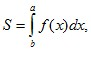 S = ∫_b^a f(x)dx,